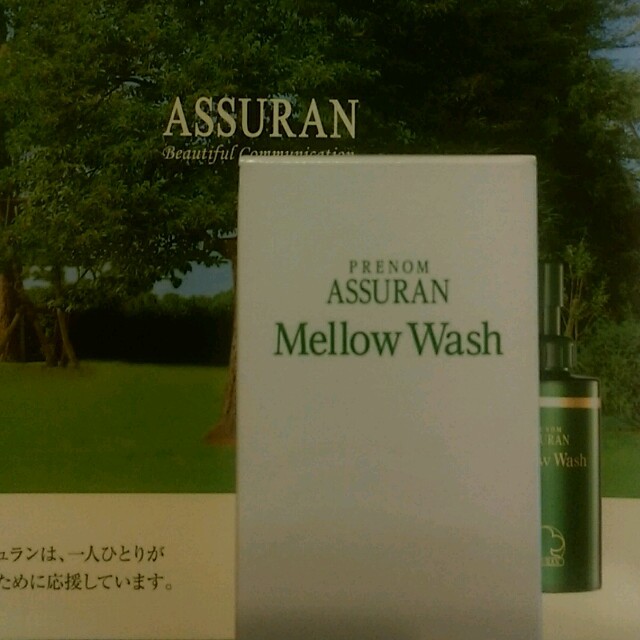 ASSURAN
Beautiful Communication
PRENOM
ASSURAN
Mellow Wash
RAN
w Wash
ュランは、一人ひとりが
ために応援しています。